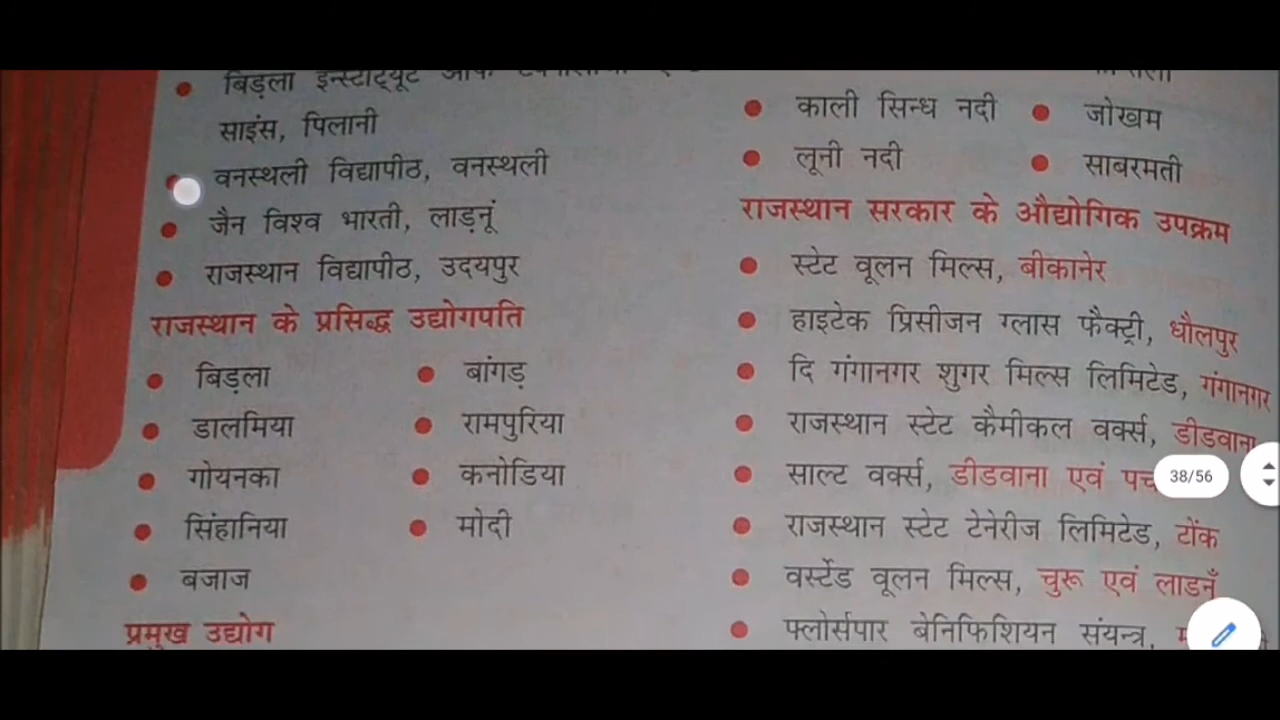 बिड़ला इन्स्टीट्यूट ऑफ
साइंस, पिलानी
वनस्थली विद्यापीठ, वनस्थली
जैन विश्व भारती, लाड़नूं
राजस्थान विद्यापीठ, उदयपुर
राजस्थान के प्रसिद्ध उद्योगपति
बिड़ला बांगड़
डालमिया रामपुरिया
गोयनका कनोडिया
सिंहानिया मोदी
बजाज
प्रमुख उद्योग
काली सिन्ध नदी जोखम
लूनी नदी साबरमती
राजस्थान सरकार के औद्योगिक उपक्रम
स्टेट वूलन मिल्स, बीकानेर
हाइटेक प्रिसीजन ग्लास फैक्ट्री, धौलपुर
दि गंगानगर शुगर मिल्स लिमिटेड, गंगानगर
राजस्थान स्टेट कैमीकल वर्क्स, डीडवाना
साल्ट वर्क्स, डीडवाना एवं
38/56
राजस्थान स्टेट टेनेरीज लिमिटेड, टोंक
वर्स्टेड वूलन मिल्स, चुरू एवं लाडनूँ
फ्लोर्सपार बेनिफिशियन संयन्त्र,